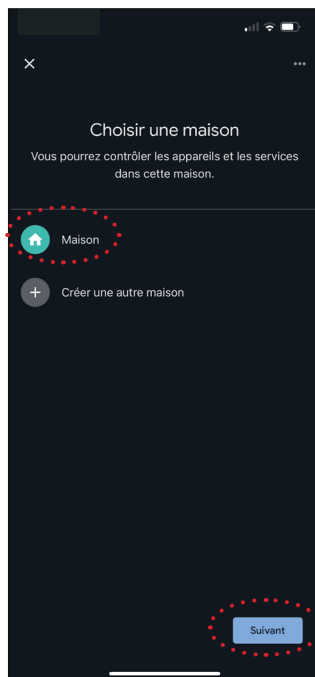 Choisir une maison
Vous pourrez contrôler les appareils et les services
dans cette maison.
Maison
Créer une autre maison
Suivant